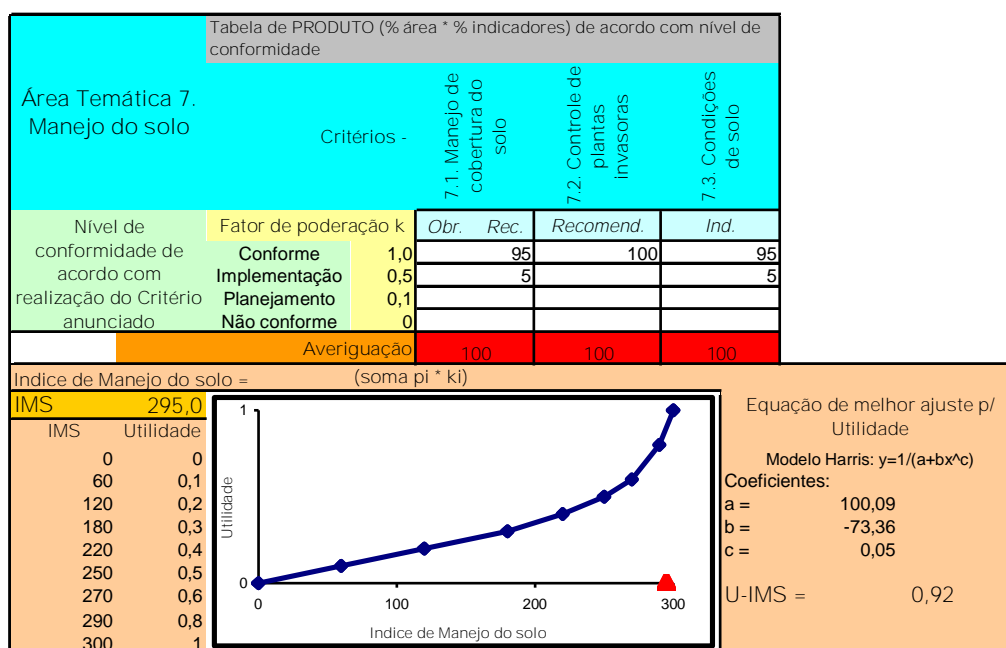 Tabela de PRODUTO (% área * % indicadores) de acordo com nível de
conformidade
Área Temática 7.
Manejo do solo
Critérios -
7.1. Manejo de
cobertura do
solo
7.2. Controle de
plantas
invasoras
7.3. Condições
de solo
Nível de
conformidade de
acordo com
realização do Critério
anunciado
Fator de poderação k
Obr. Rec. Recomend. Ind.
Conforme 1,0 95 100 95
Implementação 0,5 5 5
Planejamento 0,1
Não conforme 0
Averiguação 100 100 100
Indice de Manejo do solo = (soma pi * ki)
IMS 295,0
IMS Utilidade
0 0
60 0,1
120 0,2
180 0,3
220 0,4
250 0,5
270 0,6
290 0,8
300 1
Utilidade
1
0
0 100 200 300
Indice de Manejo do solo
Equação de melhor ajuste p/
Utilidade
Modelo Harris: y=1/(a+bx^c)
Coeficientes:
a = 100,09
b = -73,36
c = 0,05
U-IMS = 0,92